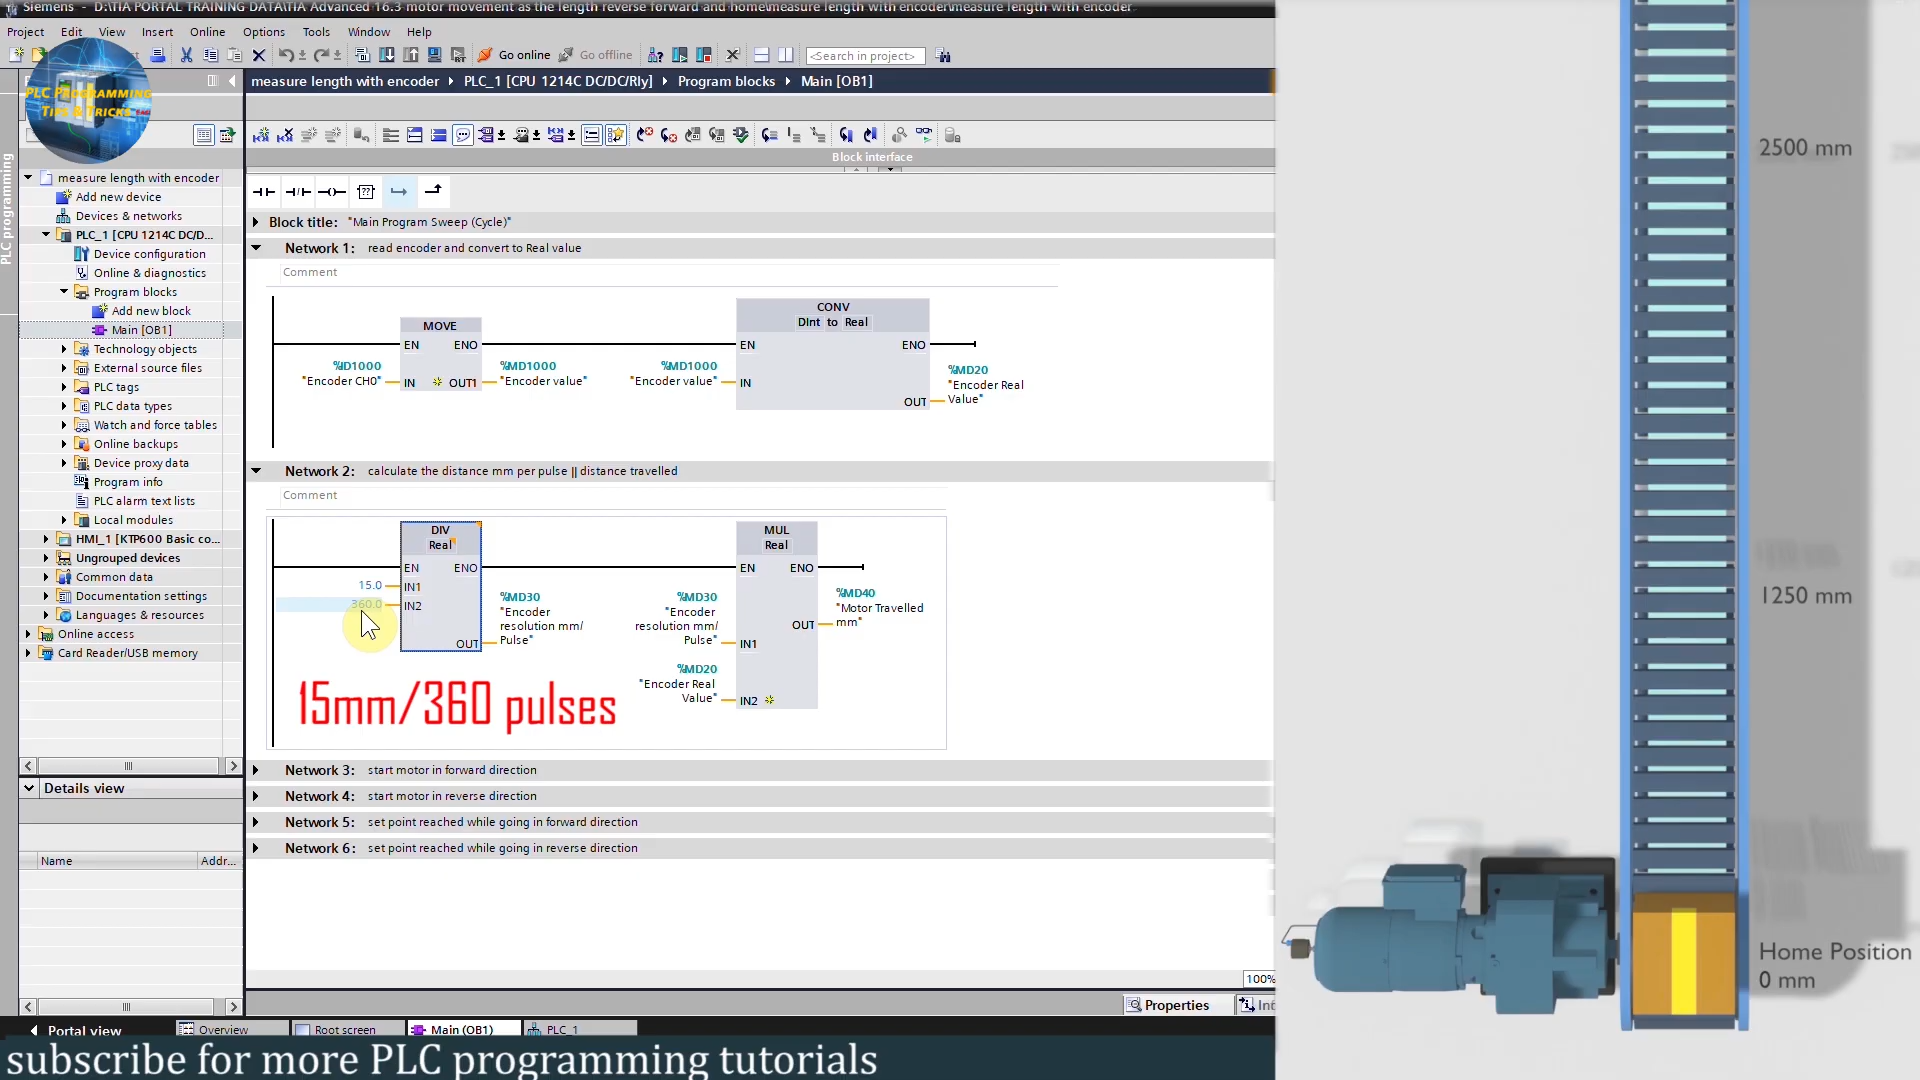 Siemens - D:\TIA PORTAL TRAINING DATA\TIA Advanced 16.3-motor movement as the length reverse forward and home\measure length with encoder\measure length with encoder
Project Edit View Insert Online Options Tools Window Help
Go online Go offline <Search in project>
PLC PROGRAMMING
TIPS & TRICKS
measure length with encoder PLC_1 [CPU 1214C DC/DC/Rly] Program blocks Main [OB1]
PLC programming
Block interface
measure length with encoder
Add new device
Devices & networks
PLC_1 [CPU 1214C DC/D...
Device configuration
Online & diagnostics
Program blocks
Add new block
Main [OB1]
Technology objects
External source files
PLC tags
PLC data types
Watch and force tables
Online backups
Device proxy data
Program info
PLC alarm text lists
Local modules
HMI_1 [KTP600 Basic co...
Ungrouped devices
Common data
Documentation settings
Languages & resources
Online access
Card Reader/USB memory
Details view
Name Addr...
Block title: "Main Program Sweep (Cycle)"
Network 1: read encoder and convert to Real value
Comment
MOVE
EN ENO
%ID1000
"Encoder CH0" IN OUT1
%MD1000
"Encoder value"
CONV
DInt to Real
EN ENO
%MD1000
"Encoder value" IN
OUT
%MD20
"Encoder Real
Value"
Network 2: calculate the distance mm per pulse || distance travelled
Comment
DIV
Real
EN ENO
15.0 IN1
360.0 IN2
OUT
%MD30
"Encoder
resolution mm/
Pulse"
MUL
Real
EN ENO
%MD30
"Encoder
resolution mm/
Pulse" IN1
%MD20
"Encoder Real
Value" IN2
OUT
%MD40
"Motor Travelled
mm"
15mm/360 pulses
Network 3: start motor in forward direction
Network 4: start motor in reverse direction
Network 5: set point reached while going in forward direction
Network 6: set point reached while going in reverse direction
100%
Properties
Portal view Overview Root screen Main (OB1) PLC_1
subscribe for more PLC programming tutorials
2500 mm
1250 mm
Home Position
0 mm